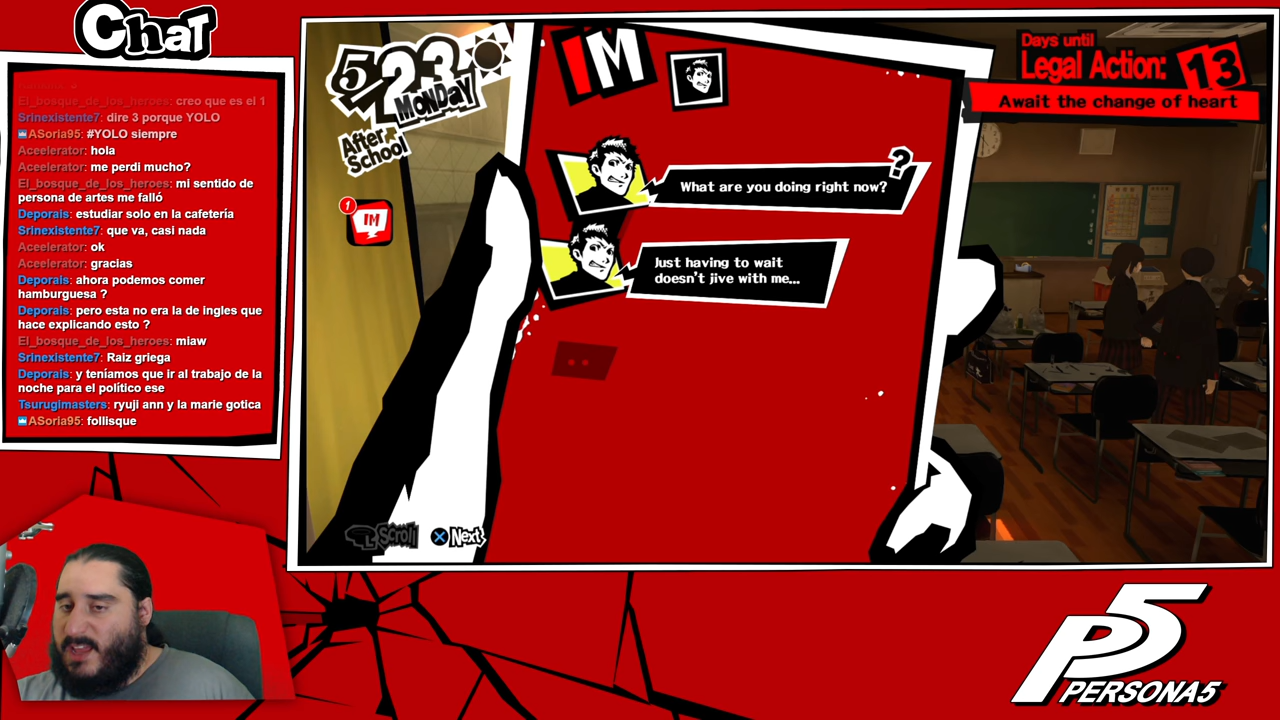 Chat
El_bosque_de_los_heroes: creo que es el 1
Srinexistente7: dire 3 porque YOLO
ASoria95: #YOLO siempre
Aceelerator: hola
Aceelerator: me perdi mucho?
El_bosque_de_los_heroes: mi sentido de
persona de artes me falló
Deporais: estudiar solo en la cafetería
Srinexistente7: que va, casi nada
Aceelerator: ok
Aceelerator: gracias
Deporais: ahora podemos comer
hamburguesa ?
Deporais: pero esta no era la de ingles que
hace explicando esto ?
El_bosque_de_los_heroes: miaw
Srinexistente7: Raiz griega
Deporais: y teníamos que ir al trabajo de la
noche para el político ese
Tsurugimasters: ryuji ann y la marie gotica
ASoria95: follisque
5/23
Monday
After
School
1
IM
IM
What are you doing right now?
?
Just having to wait
doesn't jive with me...
L Scroll
Next
Days until
Legal Action: 13
Await the change of heart
P5
PERSONA5